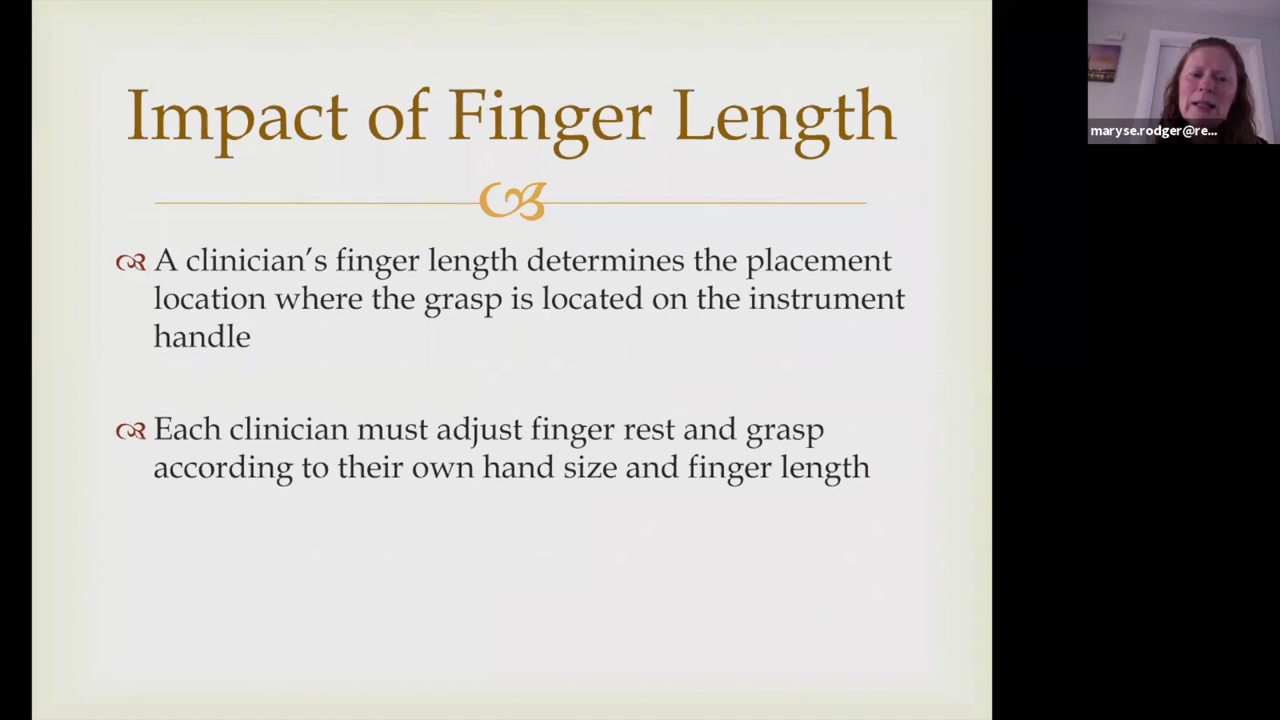 Impact of Finger Length
A clinician’s finger length determines the placement
location where the grasp is located on the instrument
handle
Each clinician must adjust finger rest and grasp
according to their own hand size and finger length
maryse.rodger@re...